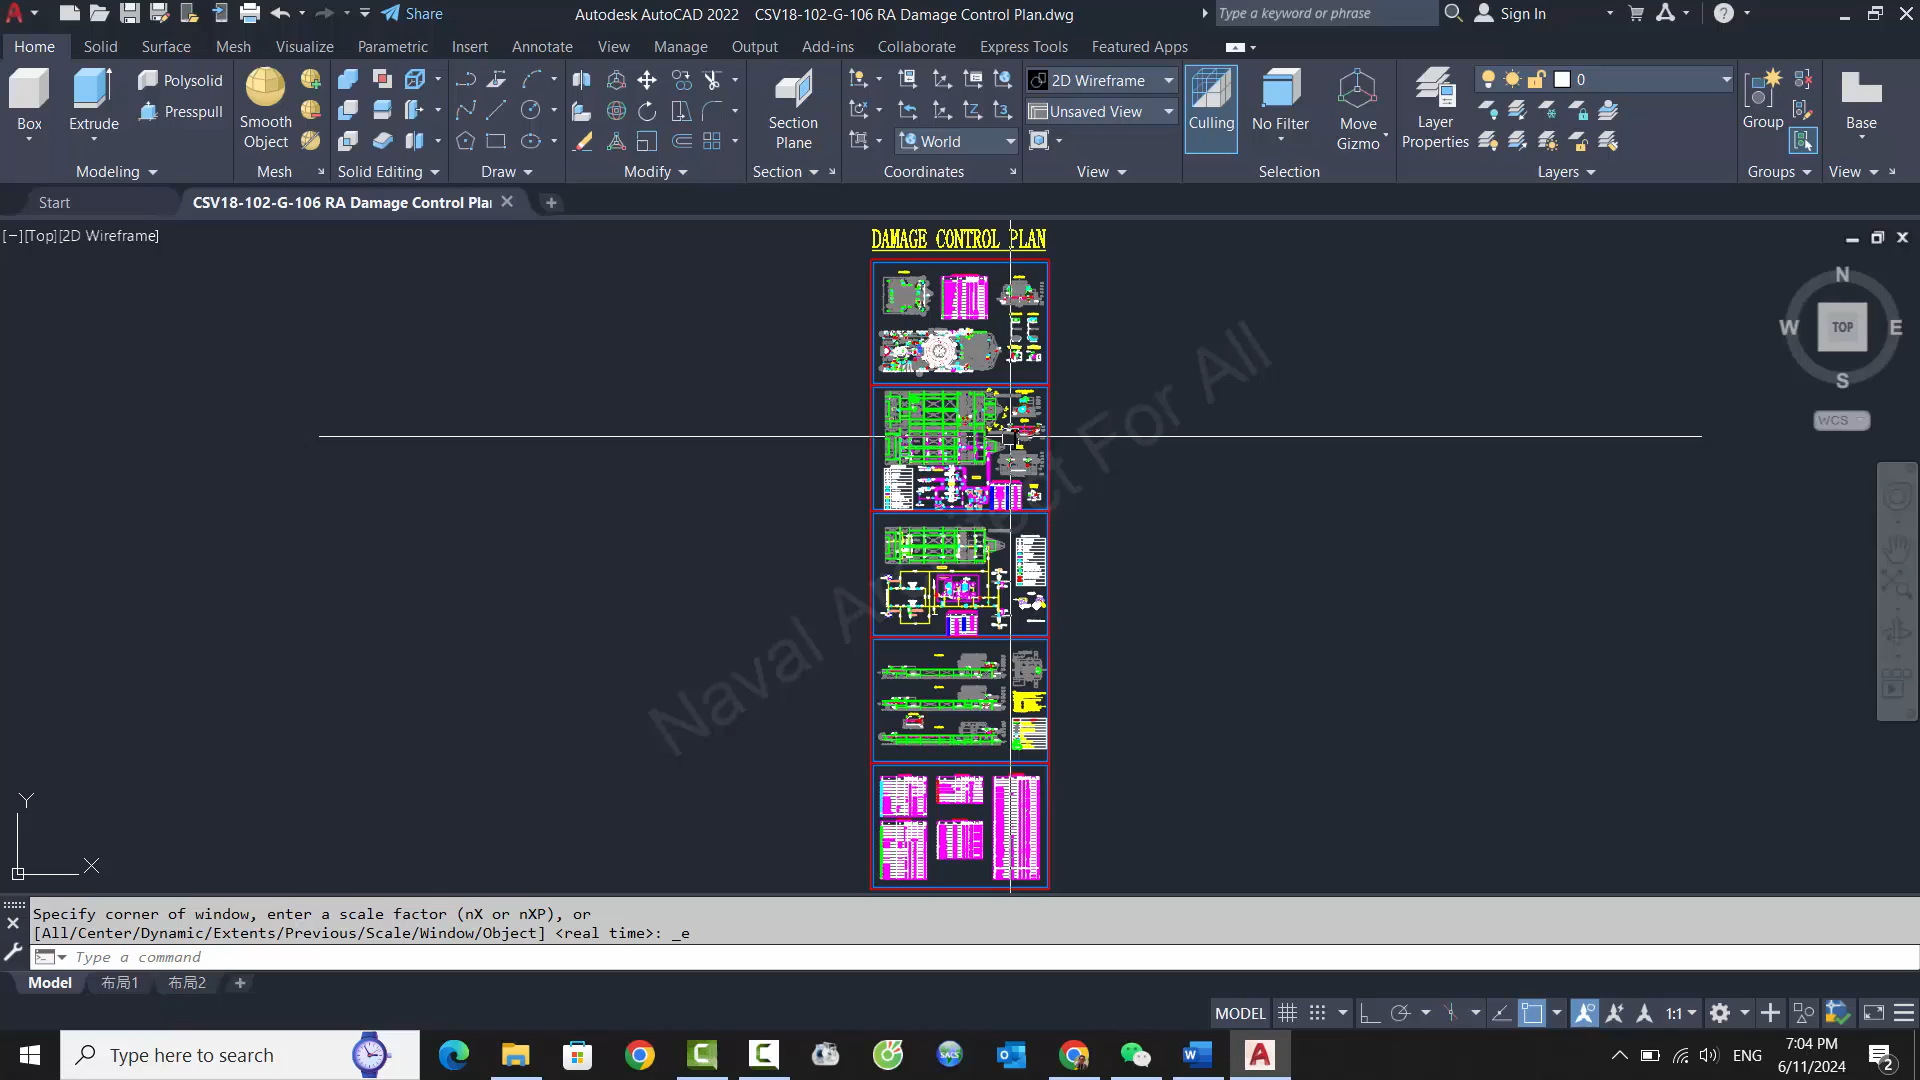 Share
Autodesk AutoCAD 2022 CSV18-102-G-106 RA Damage Control Plan.dwg
Type a keyword or phrase
Sign In
Home Solid Surface Mesh Visualize Parametric Insert Annotate View Manage Output Add-ins Collaborate Express Tools Featured Apps
Box
Extrude
Polysolid
Presspull
Smooth Object
Section Plane
World
2D Wireframe
Unsaved View
Culling
No Filter
Move Gizmo
Layer Properties
0
Group
Base
Modeling Mesh Solid Editing Draw Modify Section Coordinates View Selection Layers Groups View
Start
CSV18-102-G-106 RA Damage Control Pla
[−][Top][2D Wireframe]
DAMAGE CONTROL PLAN
N
W TOP E
S
WCS
Naval Ar
ect For All
Y
X
Specify corner of window, enter a scale factor (nX or nXP), or
[All/Center/Dynamic/Extents/Previous/Scale/Window/Object] <real time>: _e
Type a command
Model 布局1 布局2
MODEL
1:1
Type here to search
SACS
ENG
7:04 PM
6/11/2024
2